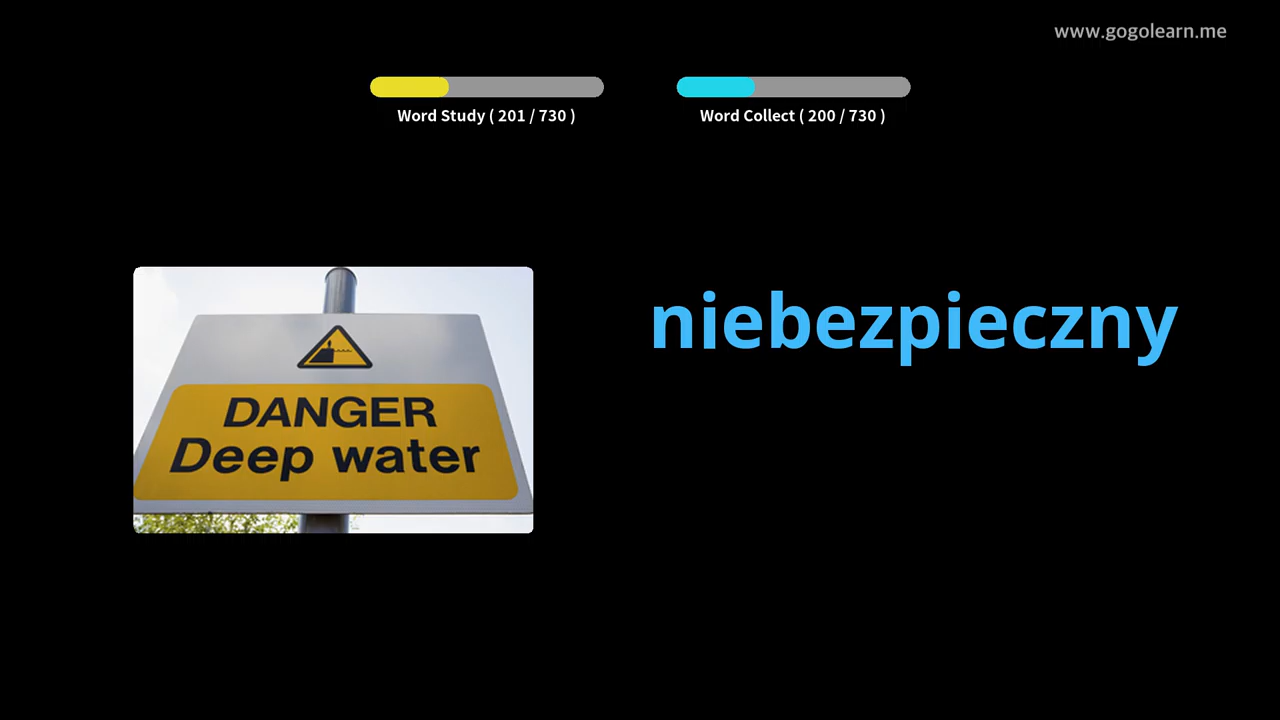 www.gogolearn.me
Word Study ( 201 / 730 )
Word Collect ( 200 / 730 )
DANGER
Deep water
niebezpieczny